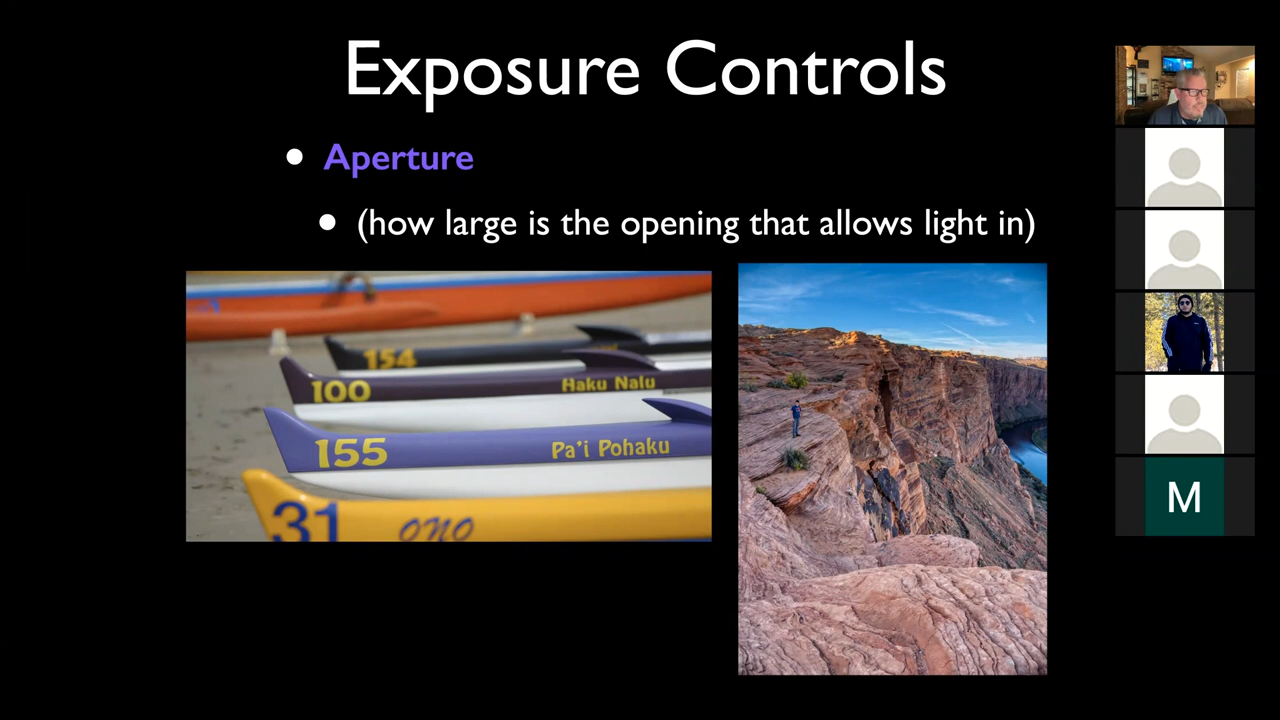 Exposure Controls
Aperture
(how large is the opening that allows light in)
154
100 Haku Nalu
155 Pa'i Pohaku
31 ono
M